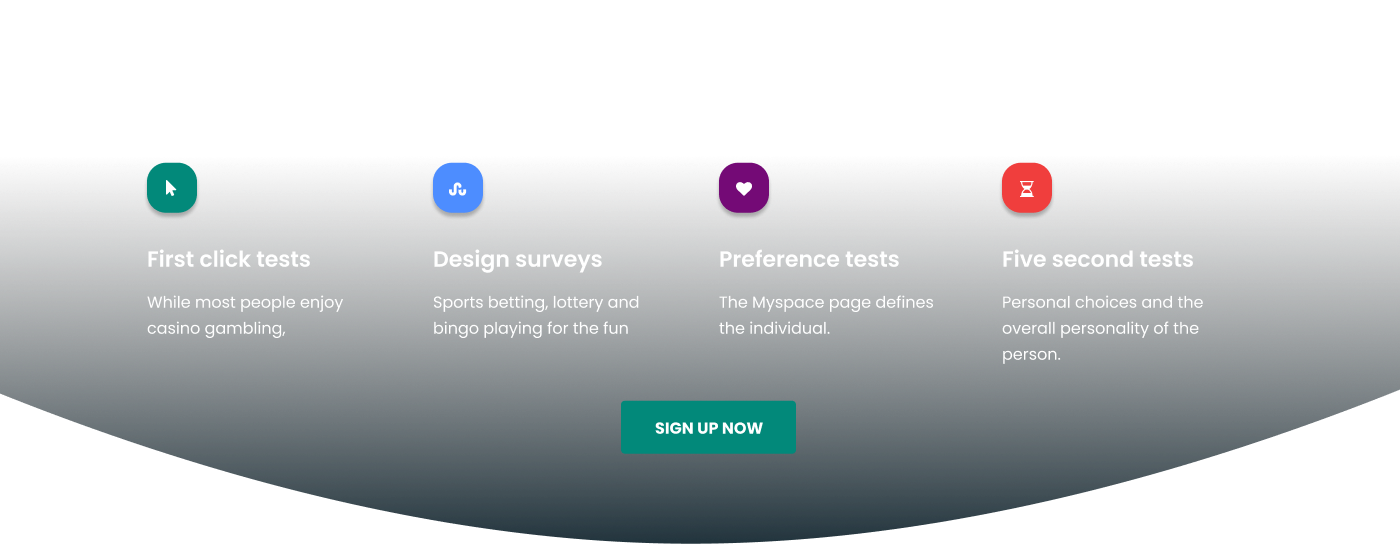 First click tests
While most people enjoy
casino gambling,
Design surveys
Sports betting, lottery and
bingo playing for the fun
Preference tests
The Myspace page defines
the individual.
Five second tests
Personal choices and the
overall personality of the
person.
SIGN UP NOW